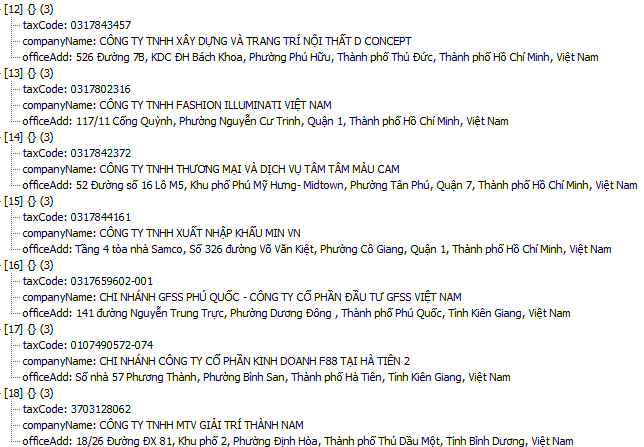 [12] {} (3)
taxCode: 0317843457
companyName: CÔNG TY TNHH XÂY DỰNG VÀ TRANG TRÍ NỘI THẤT D CONCEPT
officeAdd: 526 Đường 7B, KDC ĐH Bách Khoa, Phường Phú Hữu, Thành phố Thủ Đức, Thành phố Hồ Chí Minh, Việt Nam
[13] {} (3)
taxCode: 0317802316
companyName: CÔNG TY TNHH FASHION ILLUMINATI VIỆT NAM
officeAdd: 117/11 Cống Quỳnh, Phường Nguyễn Cư Trinh, Quận 1, Thành phố Hồ Chí Minh, Việt Nam
[14] {} (3)
taxCode: 0317842372
companyName: CÔNG TY TNHH THƯƠNG MẠI VÀ DỊCH VỤ TÂM TÂM MÀU CAM
officeAdd: 52 Đường số 16 Lô M5, Khu phố Phú Mỹ Hưng- Midtown, Phường Tân Phú, Quận 7, Thành phố Hồ Chí Minh, Việt Nam
[15] {} (3)
taxCode: 0317844161
companyName: CÔNG TY TNHH XUẤT NHẬP KHẨU MIN VN
officeAdd: Tầng 4 tòa nhà Samco, Số 326 đường Võ Văn Kiệt, Phường Cô Giang, Quận 1, Thành phố Hồ Chí Minh, Việt Nam
[16] {} (3)
taxCode: 0317659602-001
companyName: CHI NHÁNH GFSS PHÚ QUỐC - CÔNG TY CỔ PHẦN ĐẦU TƯ GFSS VIỆT NAM
officeAdd: 141 đường Nguyễn Trung Trực, Phường Dương Đông , Thành phố Phú Quốc, Tỉnh Kiên Giang, Việt Nam
[17] {} (3)
taxCode: 0107490572-074
companyName: CHI NHÁNH CÔNG TY CỔ PHẦN KINH DOANH F88 TẠI HÀ TIÊN 2
officeAdd: Số nhà 57 Phương Thành, Phường Bình San, Thành phố Hà Tiên, Tỉnh Kiên Giang, Việt Nam
[18] {} (3)
taxCode: 3703128062
companyName: CÔNG TY TNHH MTV GIẢI TRÍ THÀNH NAM
officeAdd: 18/26 Đường ĐX 81, Khu phố 2, Phường Định Hòa, Thành phố Thủ Dầu Một, Tỉnh Bình Dương, Việt Nam